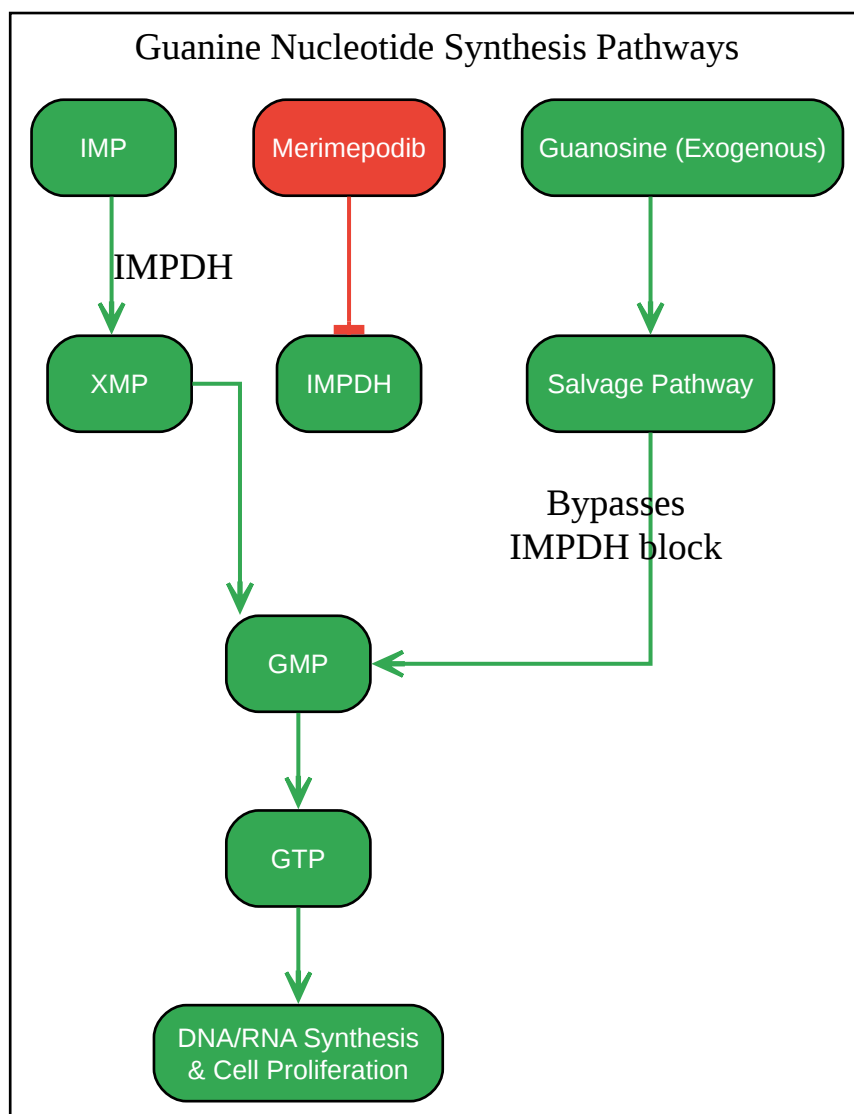 Guanine Nucleotide Synthesis Pathways
IMP
Merimepodib
Guanosine (Exogenous)
IMPDH
XMP
IMPDH
Salvage Pathway
Bypasses
IMPDH block
GMP
GTP
DNA/RNA Synthesis
& Cell Proliferation